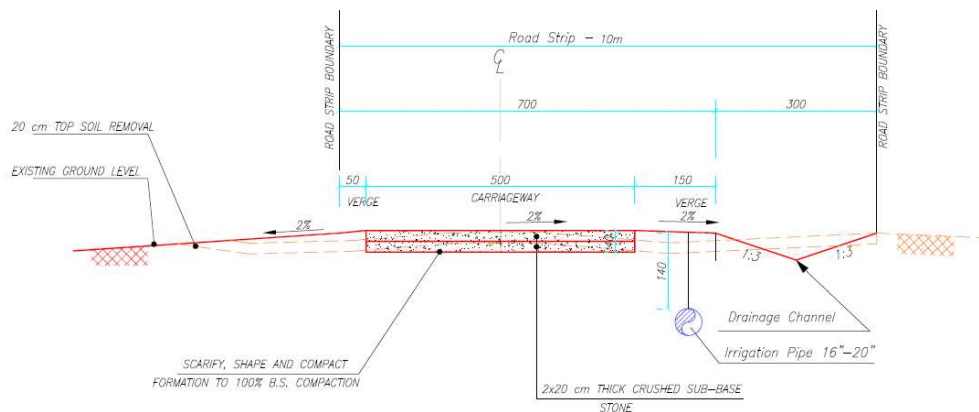 Road Strip - 10m
ROAD STRIP BOUNDARY
ROAD STRIP BOUNDARY
CL
700
300
20 cm TOP SOIL REMOVAL
EXISTING GROUND LEVEL
50
500
150
VERGE
CARRIAGEWAY
VERGE
2%
2%
2%
140
1:3
1:3
Drainage Channel
Irrigation Pipe 16"-20"
SCARIFY, SHAPE AND COMPACT
FORMATION TO 100% B.S. COMPACTION
2x20 cm THICK CRUSHED SUB-BASE
STONE